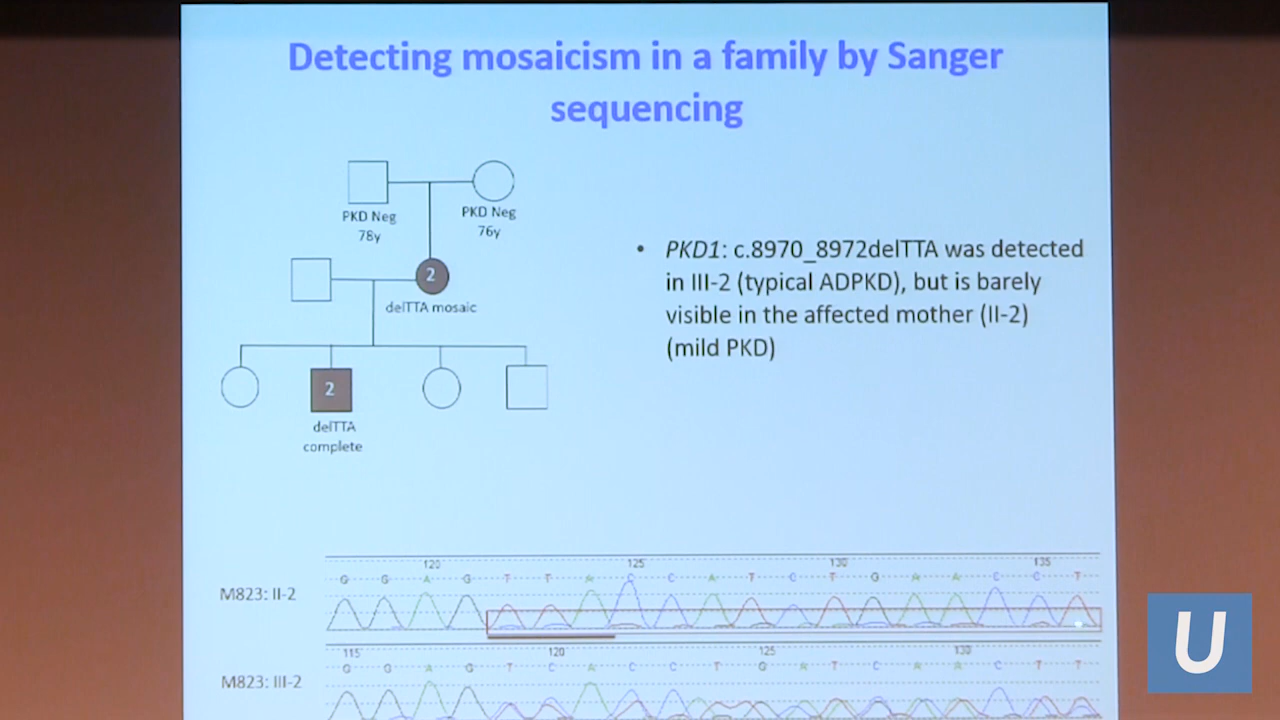 Detecting mosaicism in a family by Sanger
sequencing
PKD Neg
78y
PKD Neg
76y
2
delTTA mosaic
2
delTTA
complete
• PKD1: c.8970_8972delTTA was detected
in III-2 (typical ADPKD), but is barely
visible in the affected mother (II-2)
(mild PKD)
120 125 130 135
G G A G T T A C C A T C T G A A C C T
M823: II-2
115 120 125 130
G G A G T C A C C T G A T C A A C T T
M823: III-2
U